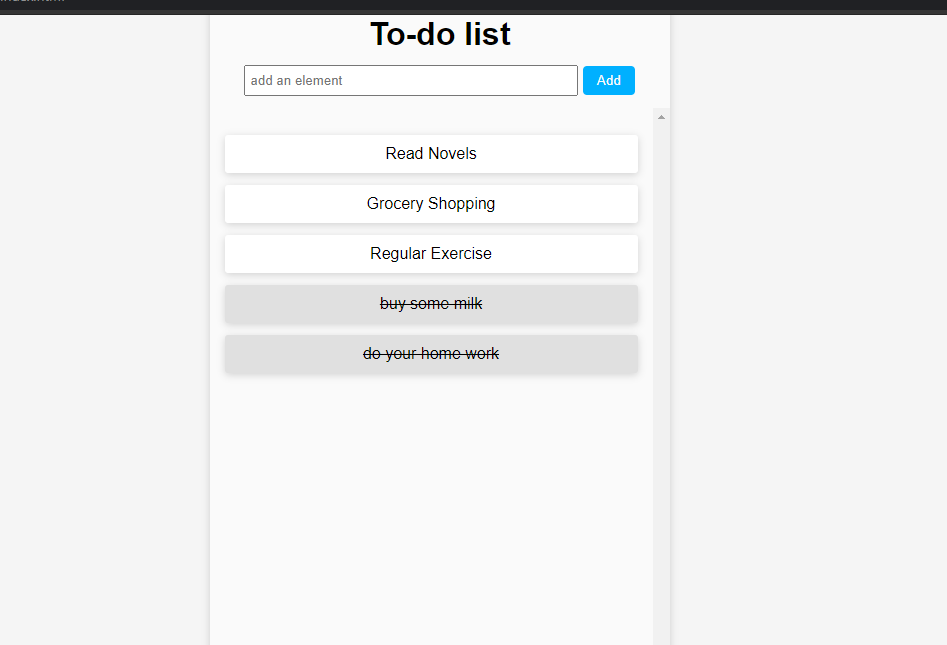 To-do list
add an element
Add
Read Novels
Grocery Shopping
Regular Exercise
buy some milk
do your home work